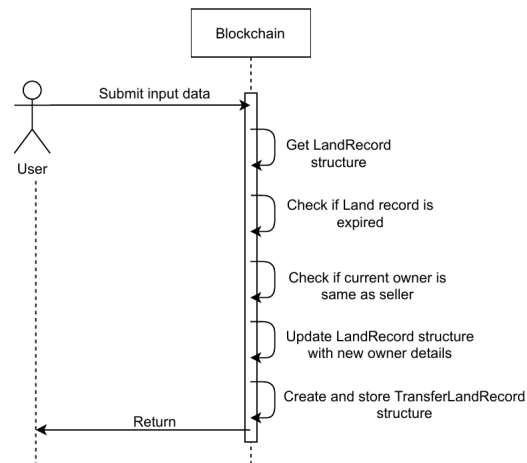 Blockchain
Submit input data
User
Get LandRecord
structure
Check if Land record is
expired
Check if current owner is
same as seller
Update LandRecord structure
with new owner details
Create and store TransferLandRecord
structure
Return